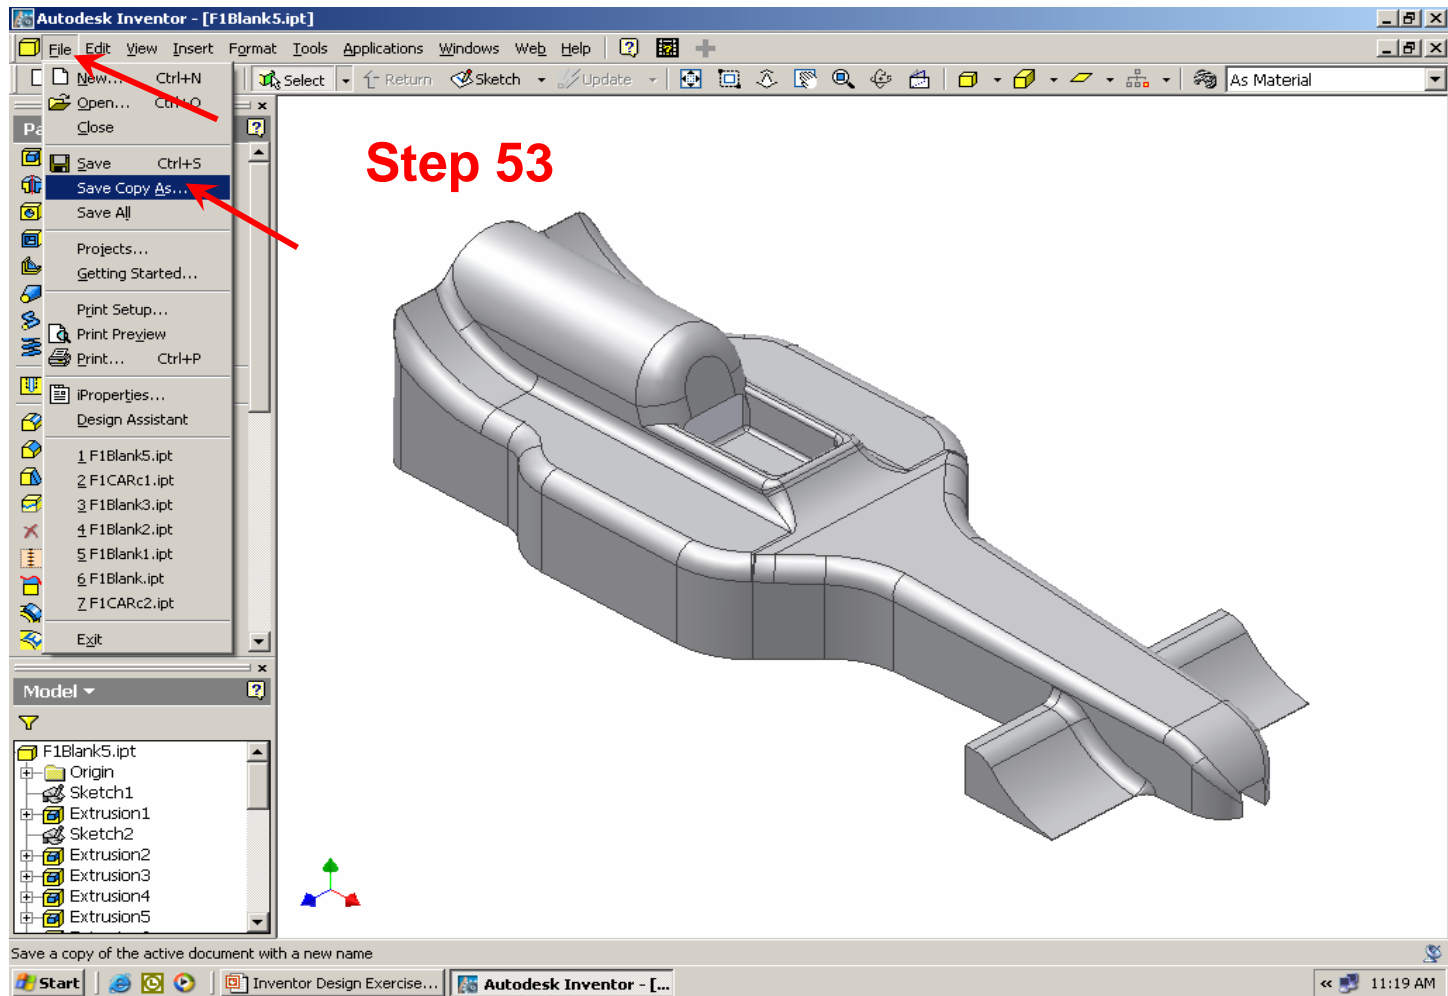 Autodesk Inventor - [F1Blank5.ipt]
File Edit View Insert Format Tools Applications Windows Web Help
New... Ctrl+N
Select Return Sketch Update As Material
Open... Ctrl+O
Close
Save Ctrl+S
Save Copy As...
Save All
Projects...
Getting Started...
Print Setup...
Print Preview
Print... Ctrl+P
iProperties...
Design Assistant
1 F1Blank5.ipt
2 F1CARc1.ipt
3 F1Blank3.ipt
4 F1Blank2.ipt
5 F1Blank1.ipt
6 F1Blank.ipt
7 F1CARc2.ipt
Exit
Step 53
Model
F1Blank5.ipt
Origin
Sketch1
Extrusion1
Sketch2
Extrusion2
Extrusion3
Extrusion4
Extrusion5
Save a copy of the active document with a new name
Start Inventor Design Exercise... Autodesk Inventor - [... 11:19 AM